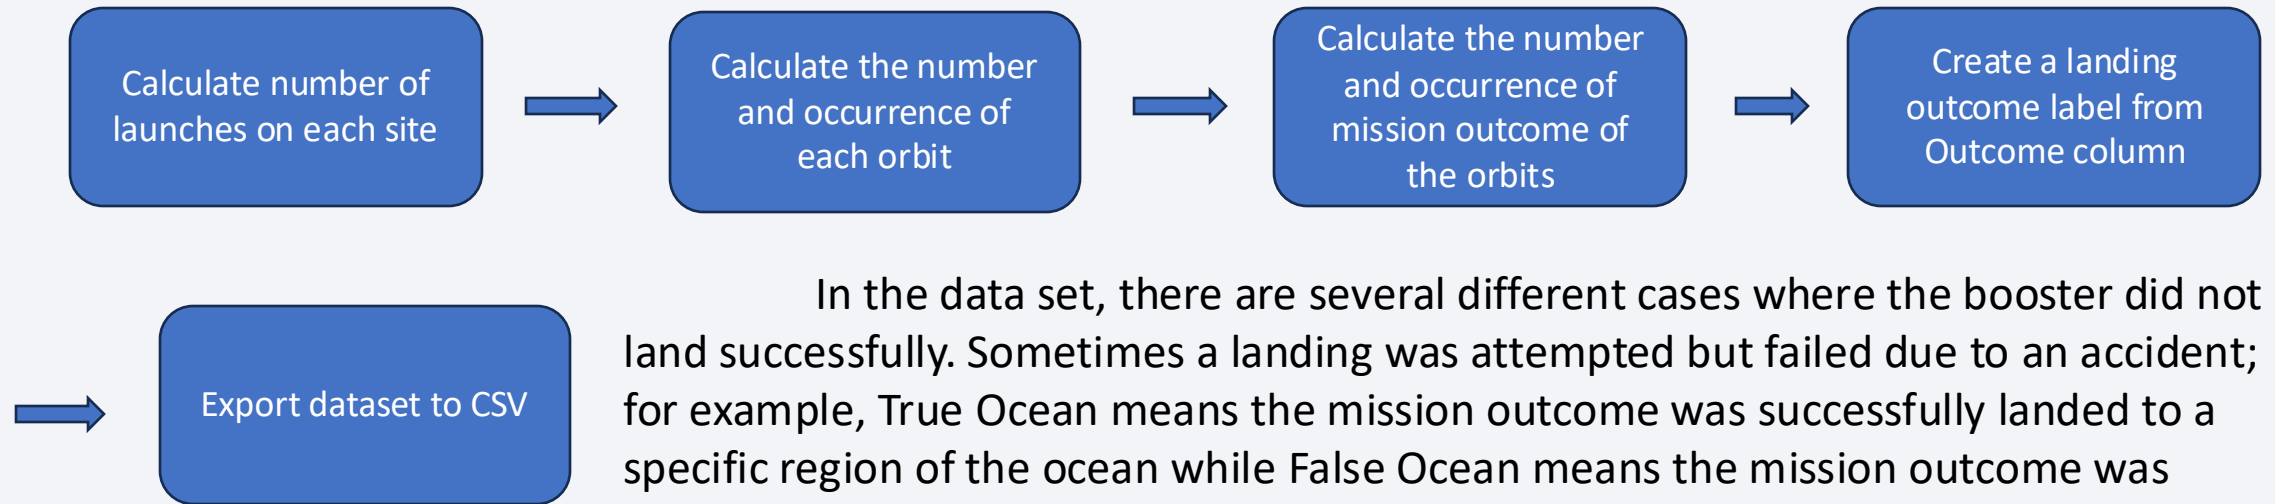 Calculate number of
launches on each site
Calculate the number
and occurrence of
each orbit
Calculate the number
and occurrence of
mission outcome of
the orbits
Create a landing
outcome label from
Outcome column
Export dataset to CSV
In the data set, there are several different cases where the booster did not
land successfully. Sometimes a landing was attempted but failed due to an accident;
for example, True Ocean means the mission outcome was successfully landed to a
specific region of the ocean while False Ocean means the mission outcome was